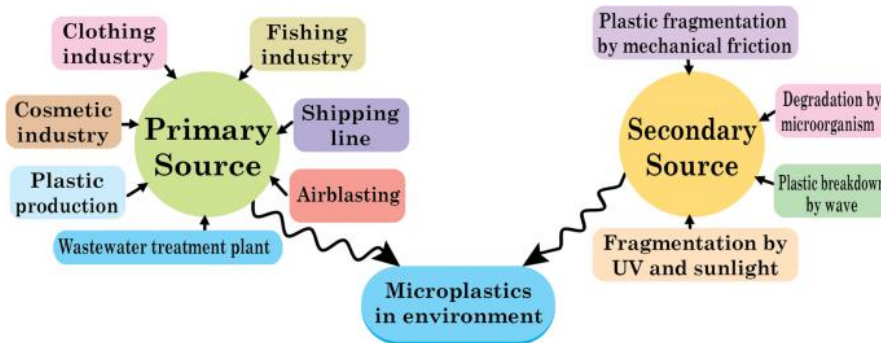 Clothing
industry
Fishing
industry
Cosmetic
industry
Primary
Source
Shipping
line
Plastic
production
Airblasting
Wastewater treatment plant
Plastic fragmentation
by mechanical friction
Secondary
Source
Degradation by
microorganism
Plastic breakdown
by wave
Fragmentation by
UV and sunlight
Microplastics
in environment